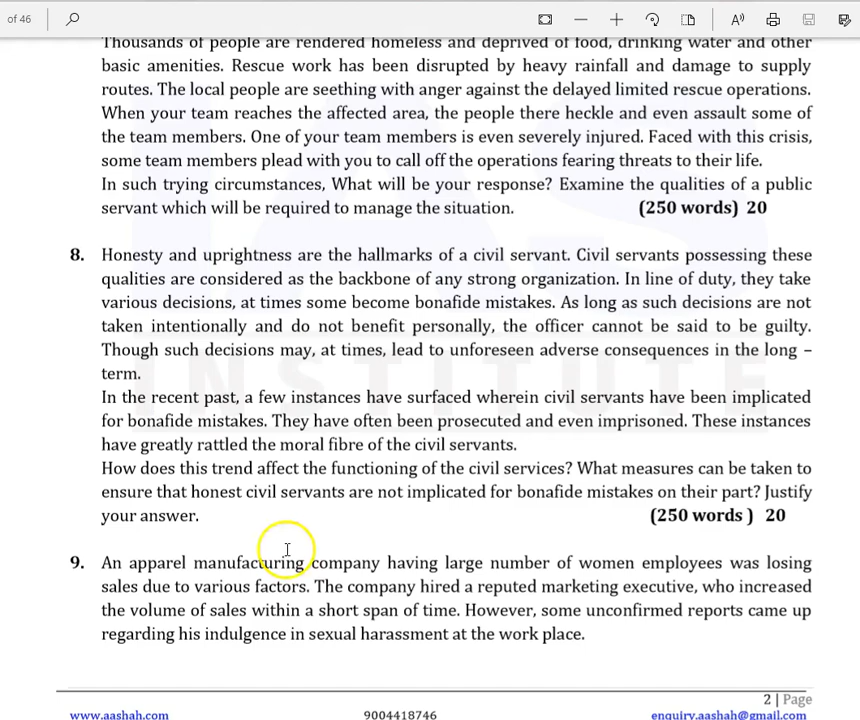 of 46
Thousands of people are rendered homeless and deprived of food, drinking water and other
basic amenities. Rescue work has been disrupted by heavy rainfall and damage to supply
routes. The local people are seething with anger against the delayed limited rescue operations.
When your team reaches the affected area, the people there heckle and even assault some of
the team members. One of your team members is even severely injured. Faced with this crisis,
some team members plead with you to call off the operations fearing threats to their life.
In such trying circumstances, What will be your response? Examine the qualities of a public
servant which will be required to manage the situation. (250 words) 20
8. Honesty and uprightness are the hallmarks of a civil servant. Civil servants possessing these
qualities are considered as the backbone of any strong organization. In line of duty, they take
various decisions, at times some become bonafide mistakes. As long as such decisions are not
taken intentionally and do not benefit personally, the officer cannot be said to be guilty.
Though such decisions may, at times, lead to unforeseen adverse consequences in the long –
term.
In the recent past, a few instances have surfaced wherein civil servants have been implicated
for bonafide mistakes. They have often been prosecuted and even imprisoned. These instances
have greatly rattled the moral fibre of the civil servants.
How does this trend affect the functioning of the civil services? What measures can be taken to
ensure that honest civil servants are not implicated for bonafide mistakes on their part? Justify
your answer. (250 words ) 20
9. An apparel manufacturing company having large number of women employees was losing
sales due to various factors. The company hired a reputed marketing executive, who increased
the volume of sales within a short span of time. However, some unconfirmed reports came up
regarding his indulgence in sexual harassment at the work place.
2 | Page
www.aashah.com 9004418746 enquiry.aashah@gmail.com
INSTITUTE